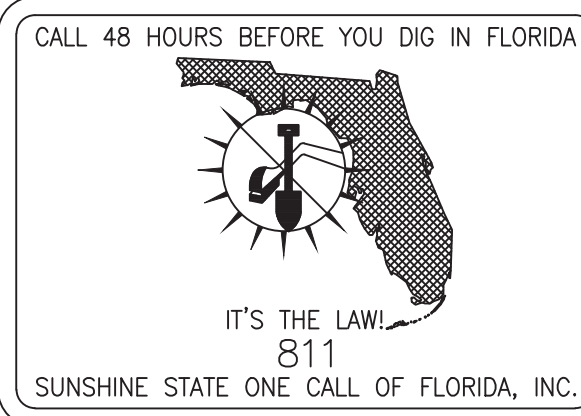 CALL 48 HOURS BEFORE YOU DIG IN FLORIDA
IT'S THE LAW!
811
SUNSHINE STATE ONE CALL OF FLORIDA, INC.